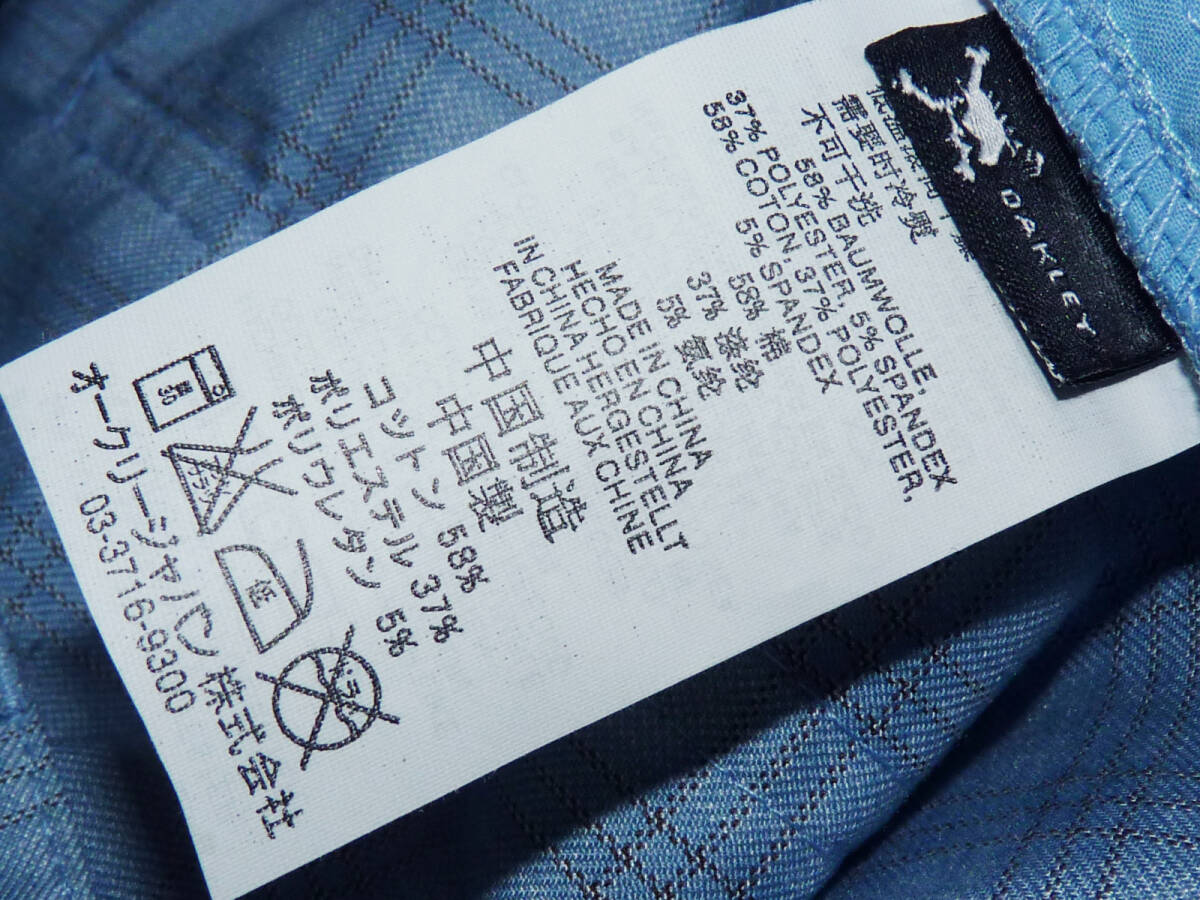 OAKLEY
需要时冷熨
不可干洗
58% BAUMWOLLE,
37% POLYESTER, 5% SPANDEX
58% COTON, 37% POLYESTER,
5% SPANDEX
58% 棉
37% 涤纶
5% 氨纶
MADE IN CHINA
HECHO EN CHINA
IN CHINA HERGESTELLT
FABRIQUE AUX CHINE
中国制造
中国製
コットン 58%
ポリエステル 37%
ポリウレタン 5%
低
オークリージャパン 株式会社
03-3716-9300